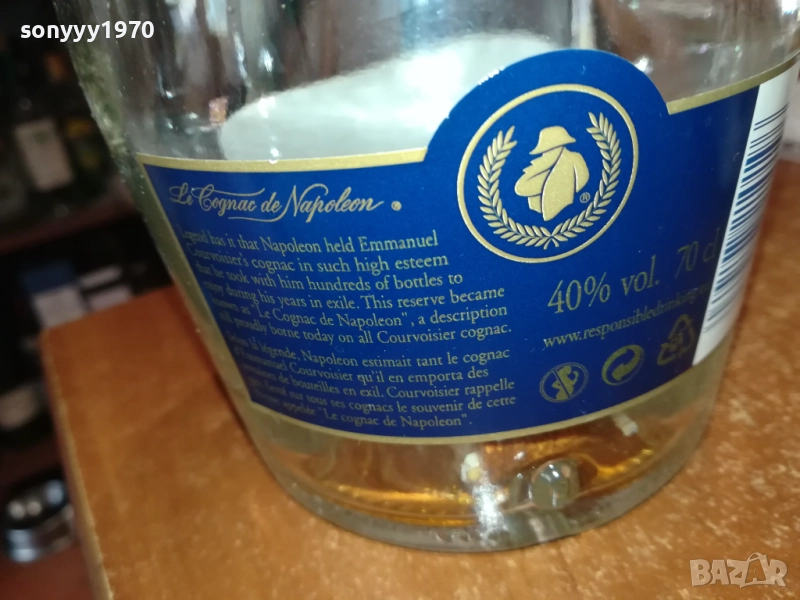 sonyyy1970
Le Cognac de Napoleon ®
Legend has it that Napoleon held Emmanuel
Courvoisier's cognac in such high esteem
that he took with him hundreds of bottles to
enjoy during his years in exile. This reserve became
known as "Le Cognac de Napoleon", a description
proudly borne today on all Courvoisier cognac.
légende, Napoleon estimait tant le cognac
d'Emmanuel Courvoisier qu'il en emporta des
de bouteilles en exil. Courvoisier rappelle
sur tous ses cognacs le souvenir de cette
appelée "Le cognac de Napoleon".
®
40% vol. 70 cl
www.responsibledrinking
BAZAR